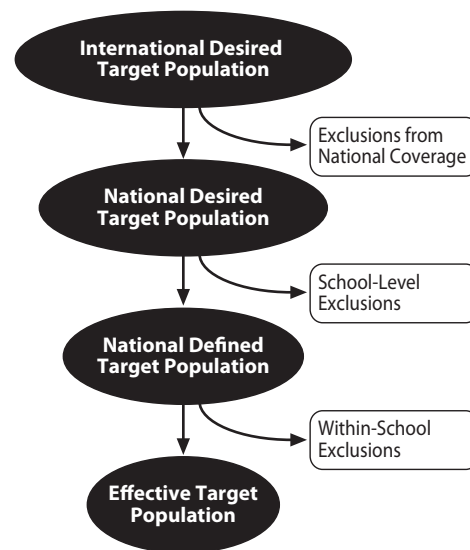 International Desired
Target Population
Exclusions from
National Coverage
National Desired
Target Population
School-Level
Exclusions
National Defined
Target Population
Within-School
Exclusions
Effective Target
Population